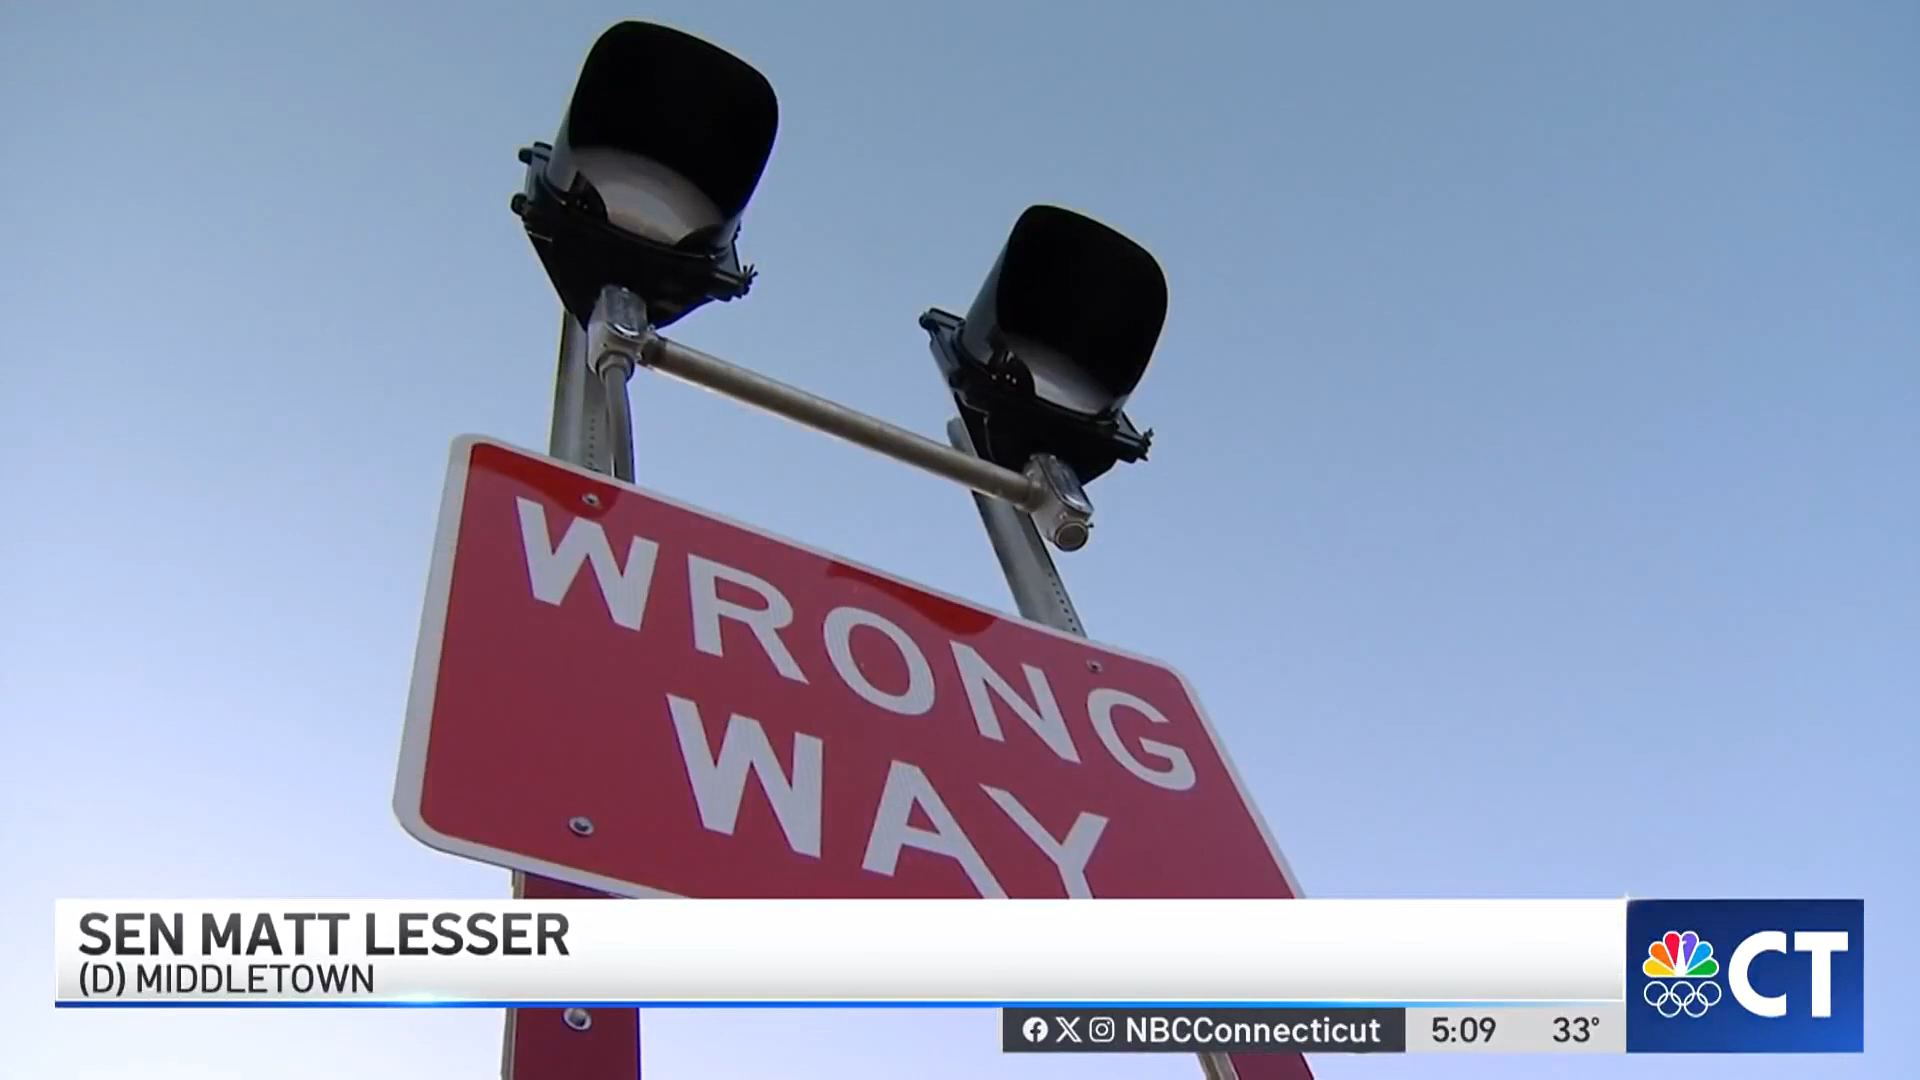 WRONG
WAY
SEN MATT LESSER
(D) MIDDLETOWN
CT
NBCConnecticut
5:09
33°